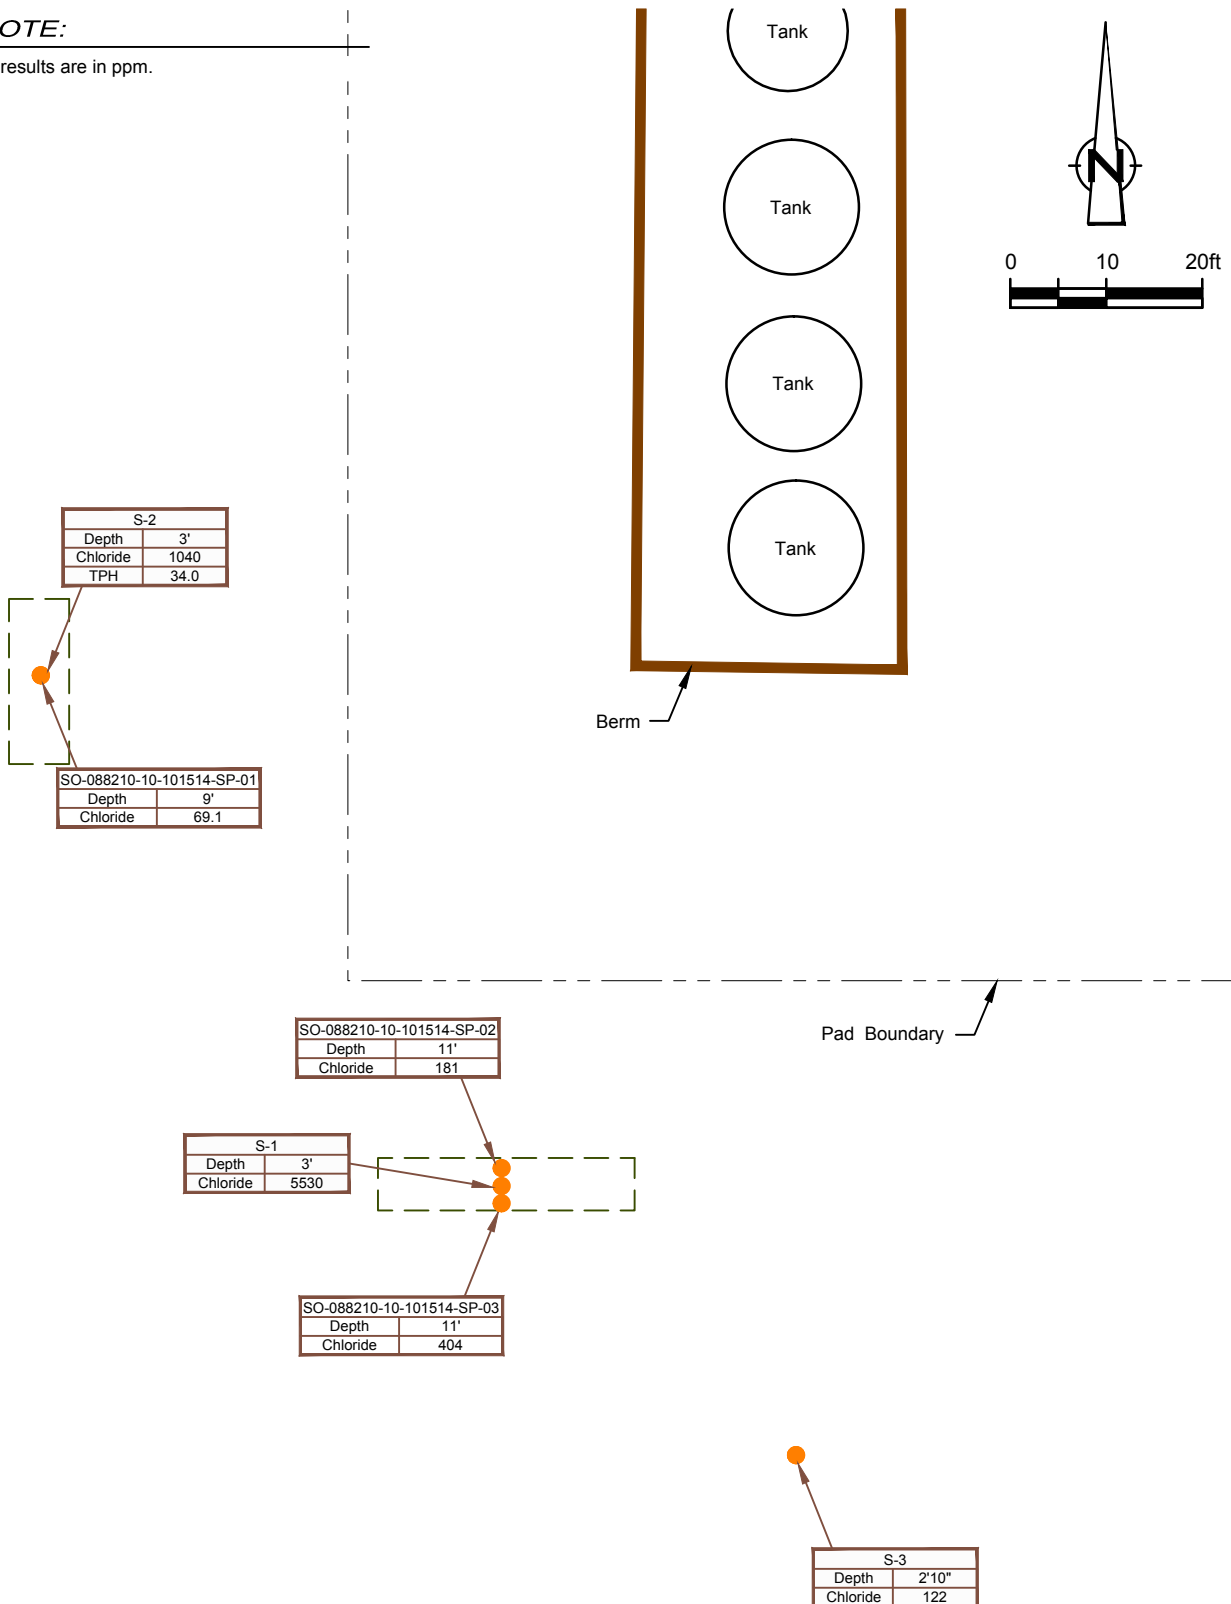 OTE:
results are in ppm.
Tank
Tank
Tank
Tank
N
0 10 20ft
S-2
Depth 3'
Chloride 1040
TPH 34.0
SO-088210-10-101514-SP-01
Depth 9'
Chloride 69.1
Berm
Pad Boundary
SO-088210-10-101514-SP-02
Depth 11'
Chloride 181
S-1
Depth 3'
Chloride 5530
SO-088210-10-101514-SP-03
Depth 11'
Chloride 404
S-3
Depth 2'10"
Chloride 122